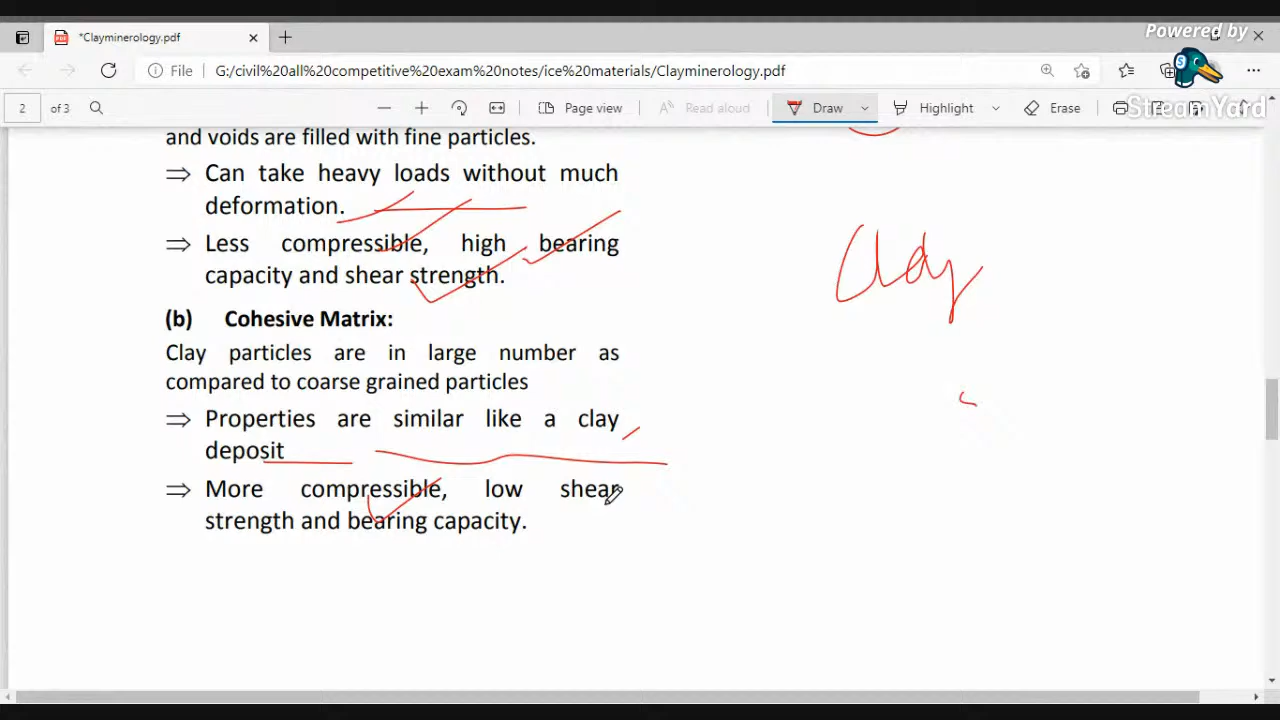 Powered by
*Clayminerology.pdf
File
G:/civil%20all%20competitive%20exam%20notes/ice%20materials/Clayminerology.pdf
2 of 3
Page view
Read aloud
Draw
Highlight
Erase
StreamYard
and voids are filled with fine particles.
⇒ Can take heavy loads without much
deformation.
⇒ Less compressible, high bearing
capacity and shear strength.
(b) Cohesive Matrix:
Clay particles are in large number as
compared to coarse grained particles
⇒ Properties are similar like a clay
deposit
⇒ More compressible, low shear
strength and bearing capacity.
Clay